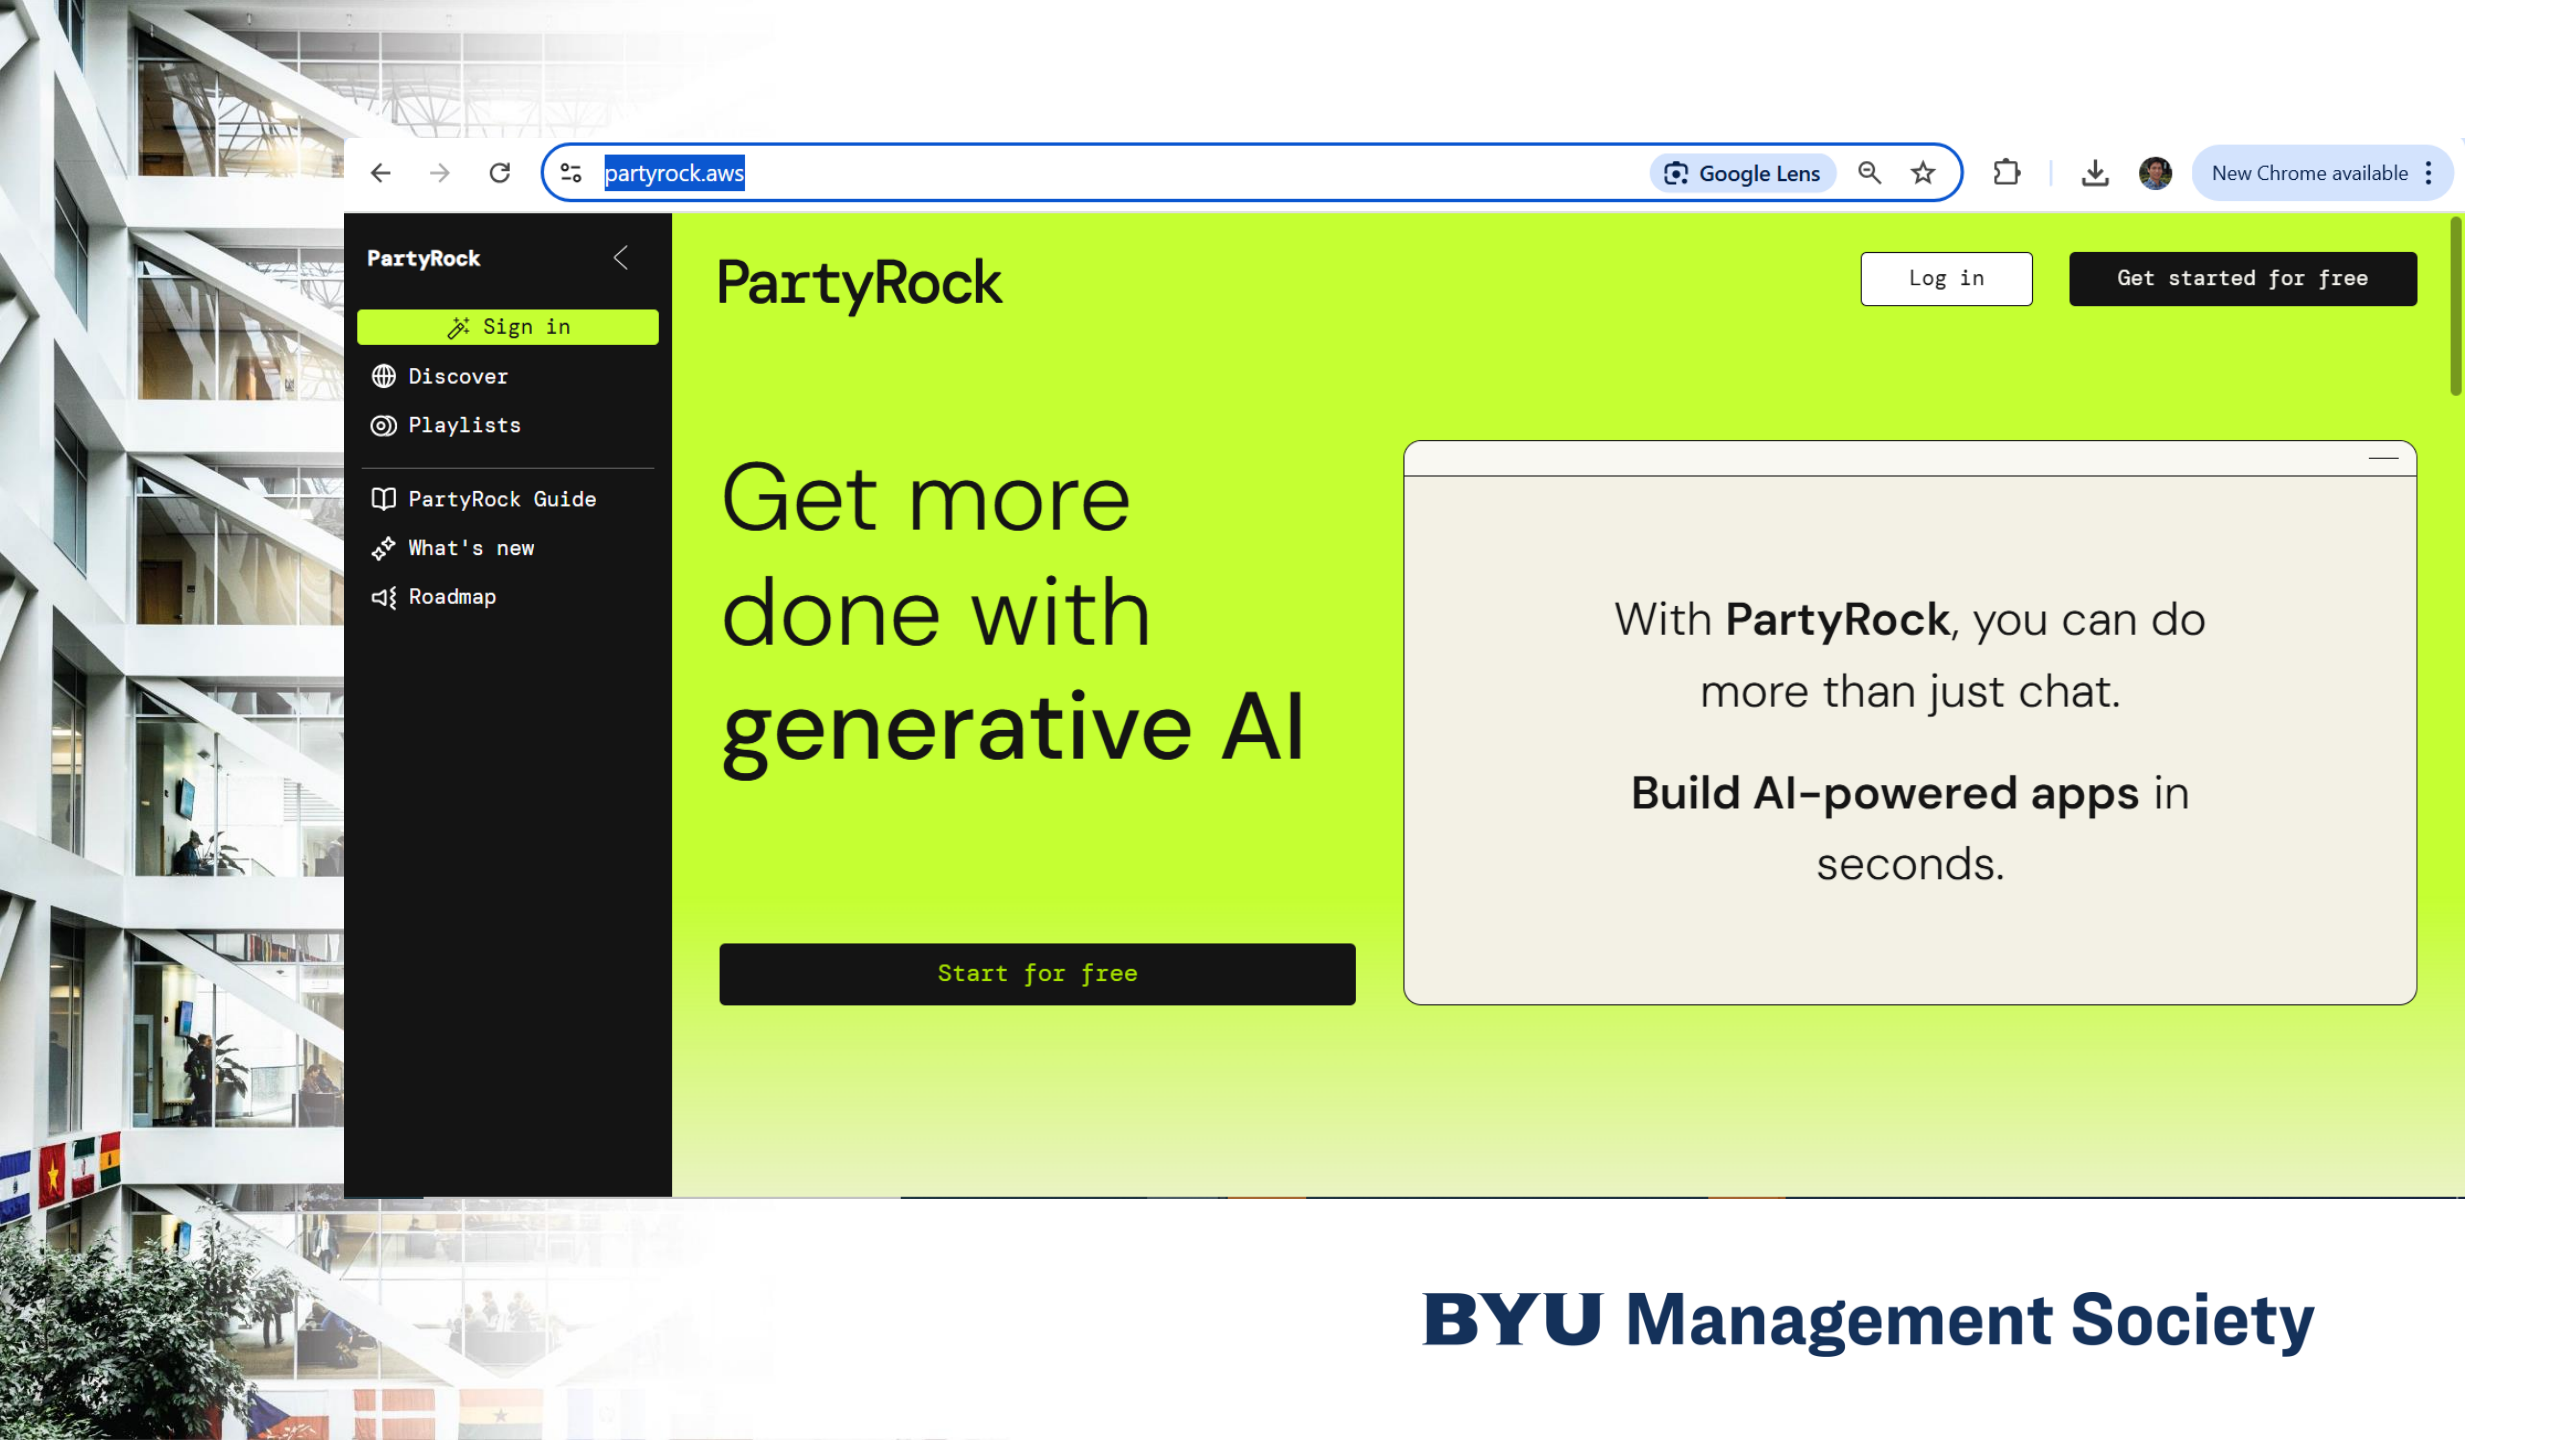 partyrock.aws
Google Lens
New Chrome available
PartyRock
Sign in
Discover
Playlists
PartyRock Guide
What's new
Roadmap
PartyRock
Log in
Get started for free
Get more
done with
generative AI
Start for free
With PartyRock, you can do
more than just chat.
Build AI-powered apps in
seconds.
BYU Management Society